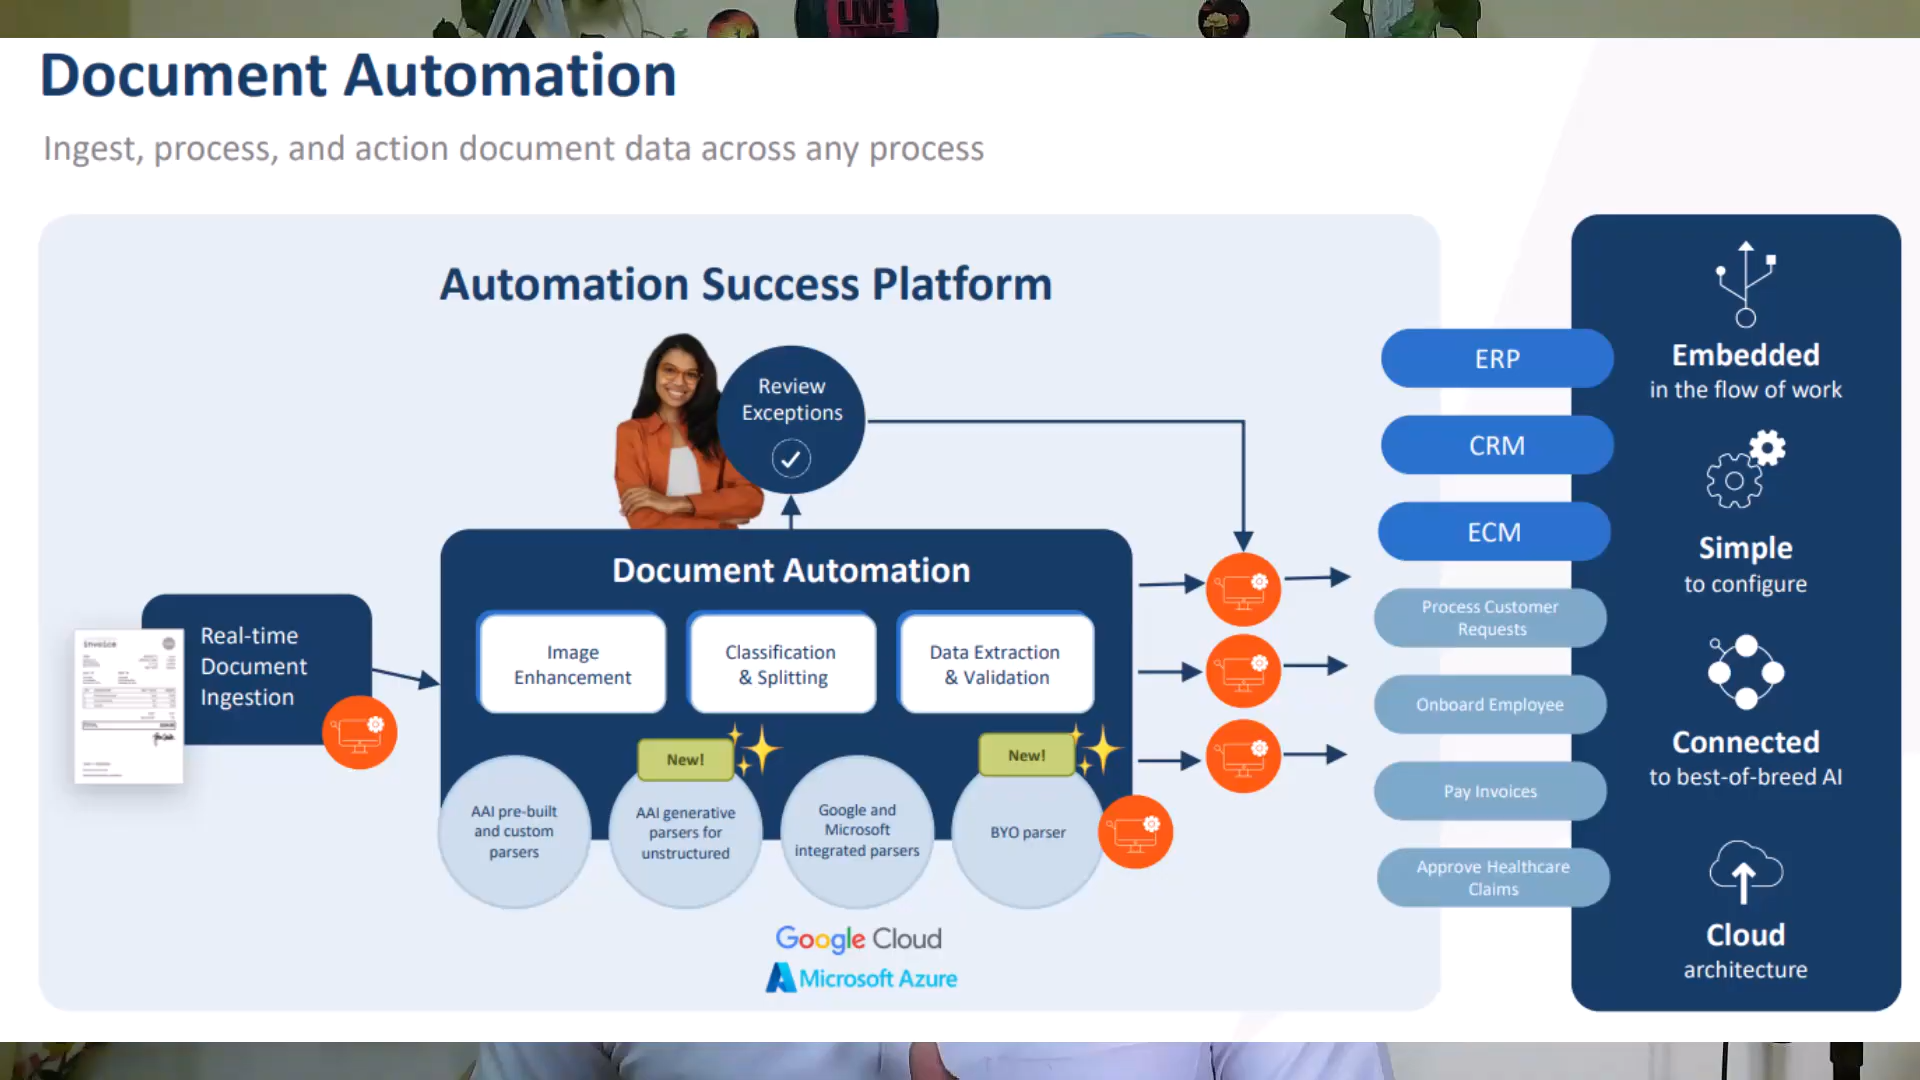 LIVE
Document Automation
Ingest, process, and action document data across any process
Automation Success Platform
Review
Exceptions
Document Automation
Image
Enhancement
Classification
& Splitting
Data Extraction
& Validation
Real-time
Document
Ingestion
Invoice
New!
New!
AAI pre-built
and custom
parsers
AAI generative
parsers for
unstructured
Google and
Microsoft
integrated parsers
BYO parser
Google Cloud
Microsoft Azure
ERP
CRM
ECM
Process Customer
Requests
Onboard Employee
Pay Invoices
Approve Healthcare
Claims
Embedded
in the flow of work
Simple
to configure
Connected
to best-of-breed AI
Cloud
architecture